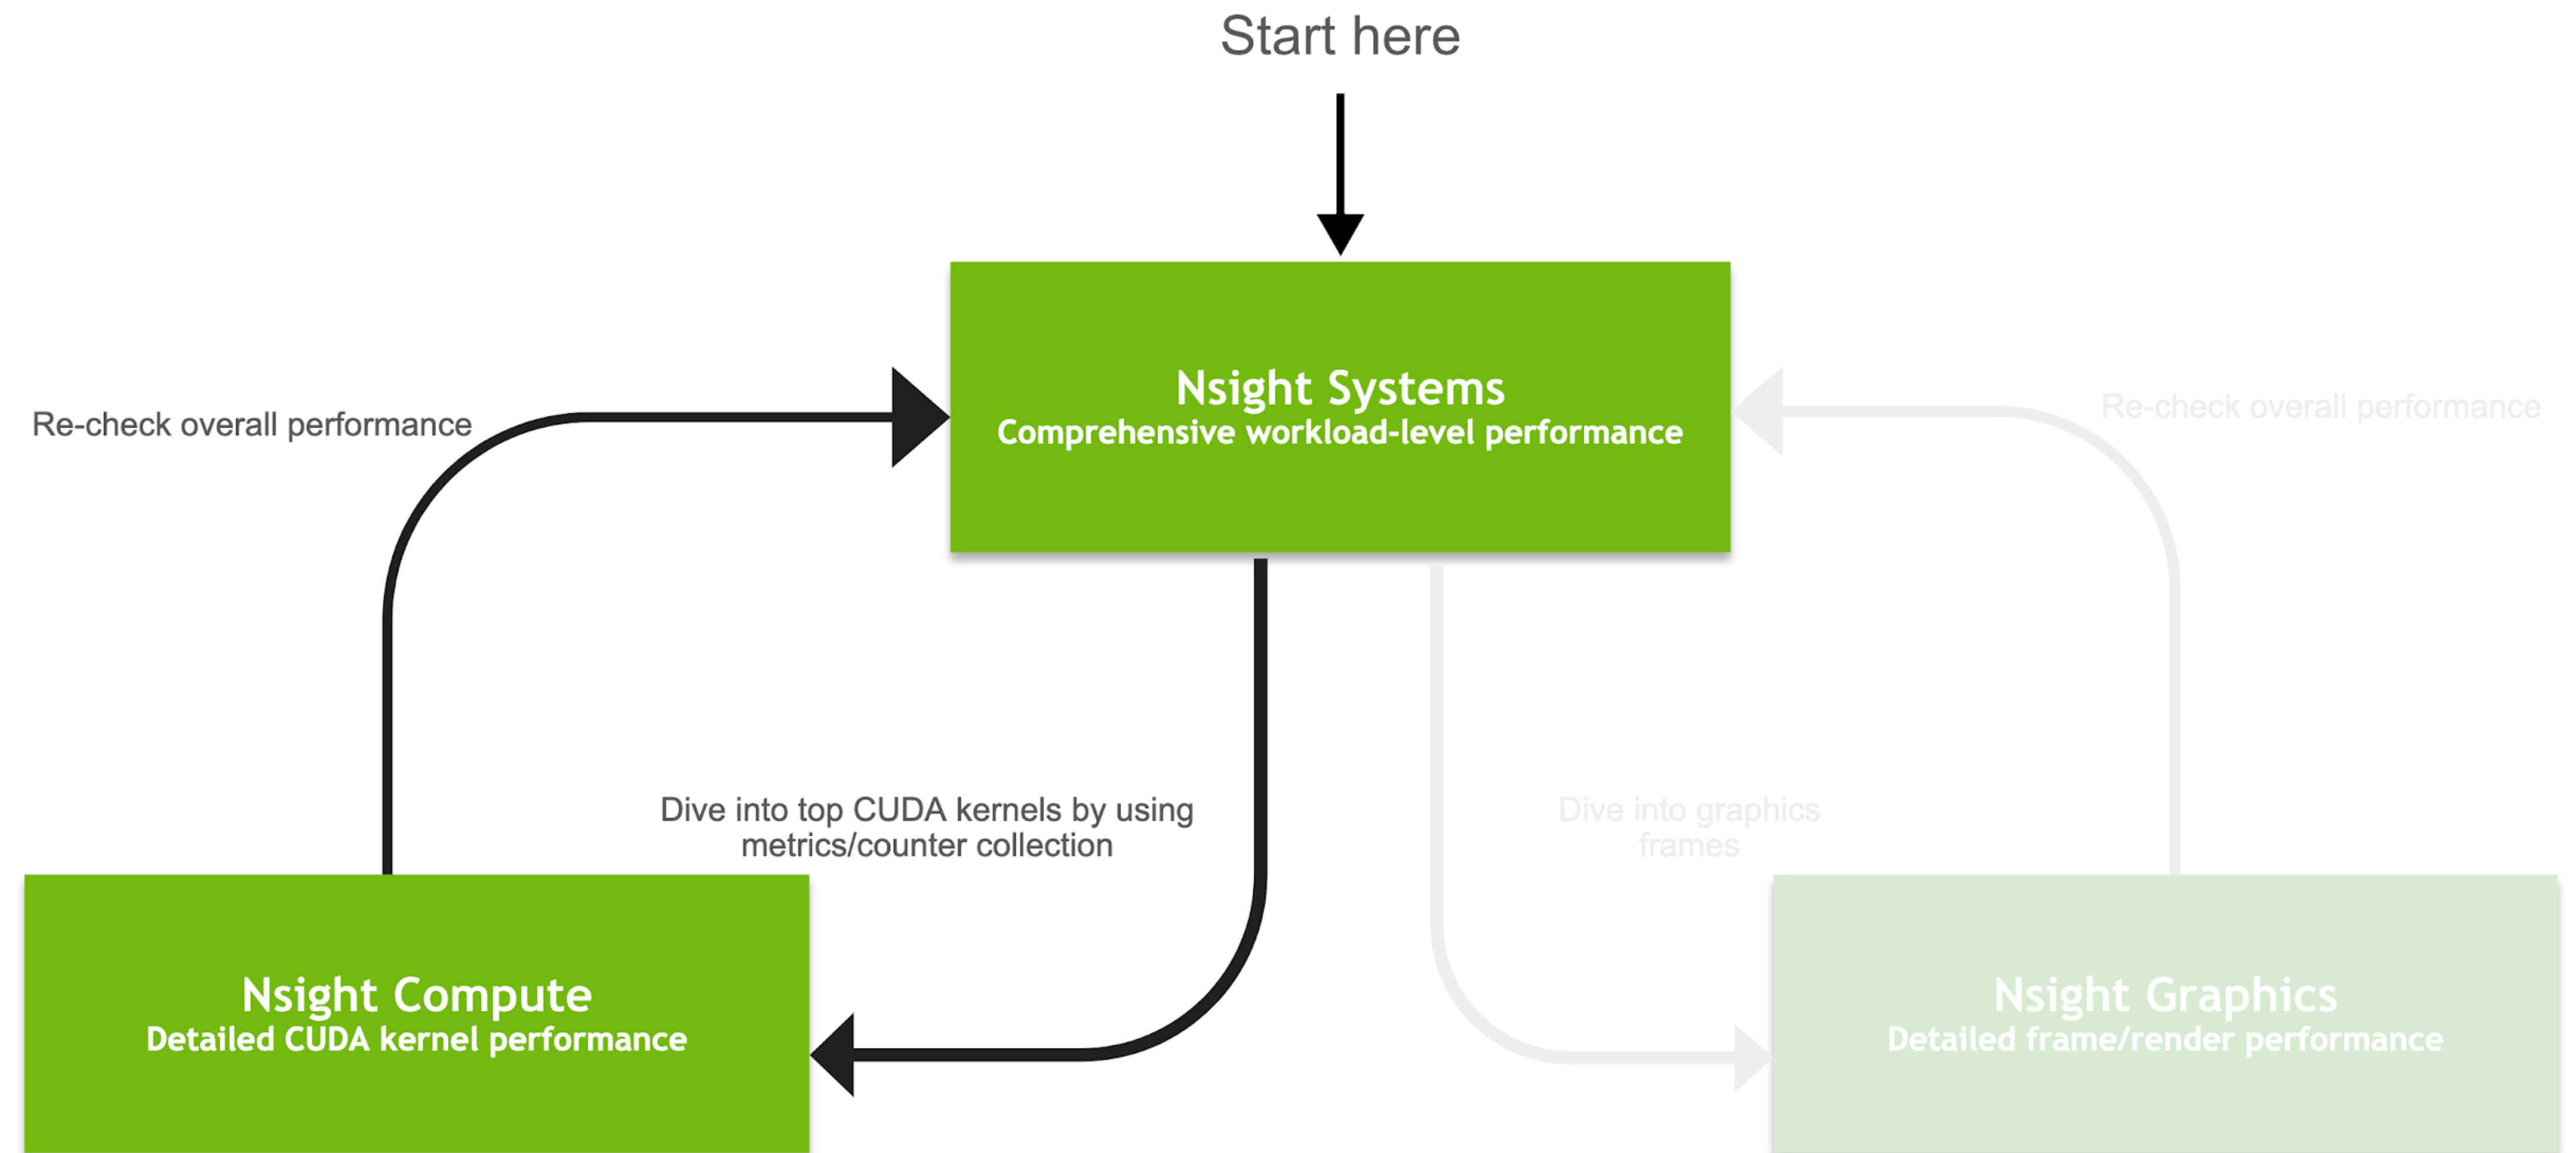 Start here
Nsight Systems
Comprehensive workload-level performance
Re-check overall performance
Re-check overall performance
Dive into top CUDA kernels by using
metrics/counter collection
Dive into graphics
frames
Nsight Compute
Detailed CUDA kernel performance
Nsight Graphics
Detailed frame/render performance